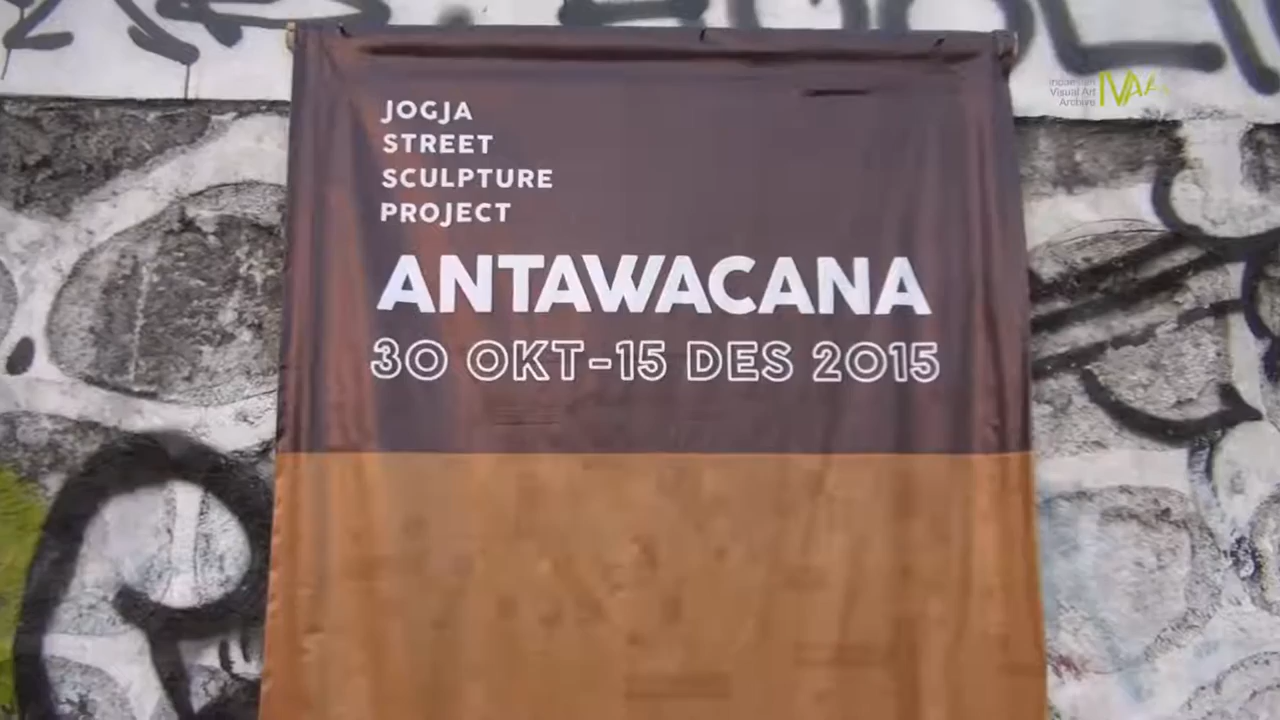 JOGJA
STREET
SCULPTURE
PROJECT
ANTAWACANA
30 OKT-15 DES 2015
Visual Art
Archive
IVAA